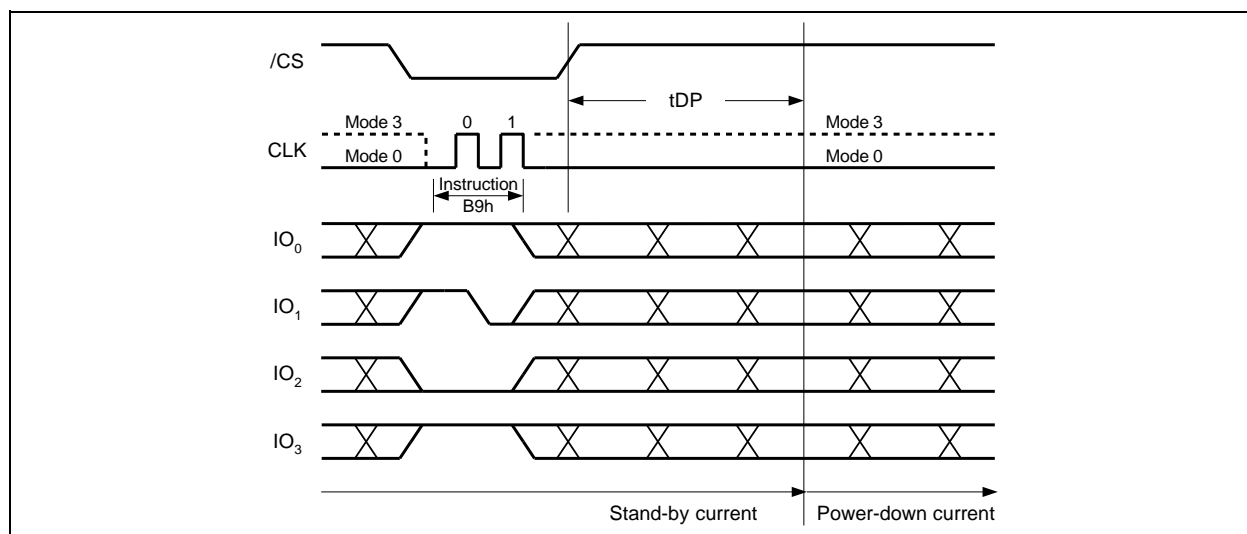 /CS
tDP
Mode 3 0 1 Mode 3
CLK
Mode 0 Mode 0
Instruction
B9h
IO₀
IO₁
IO₂
IO₃
Stand-by current Power-down current